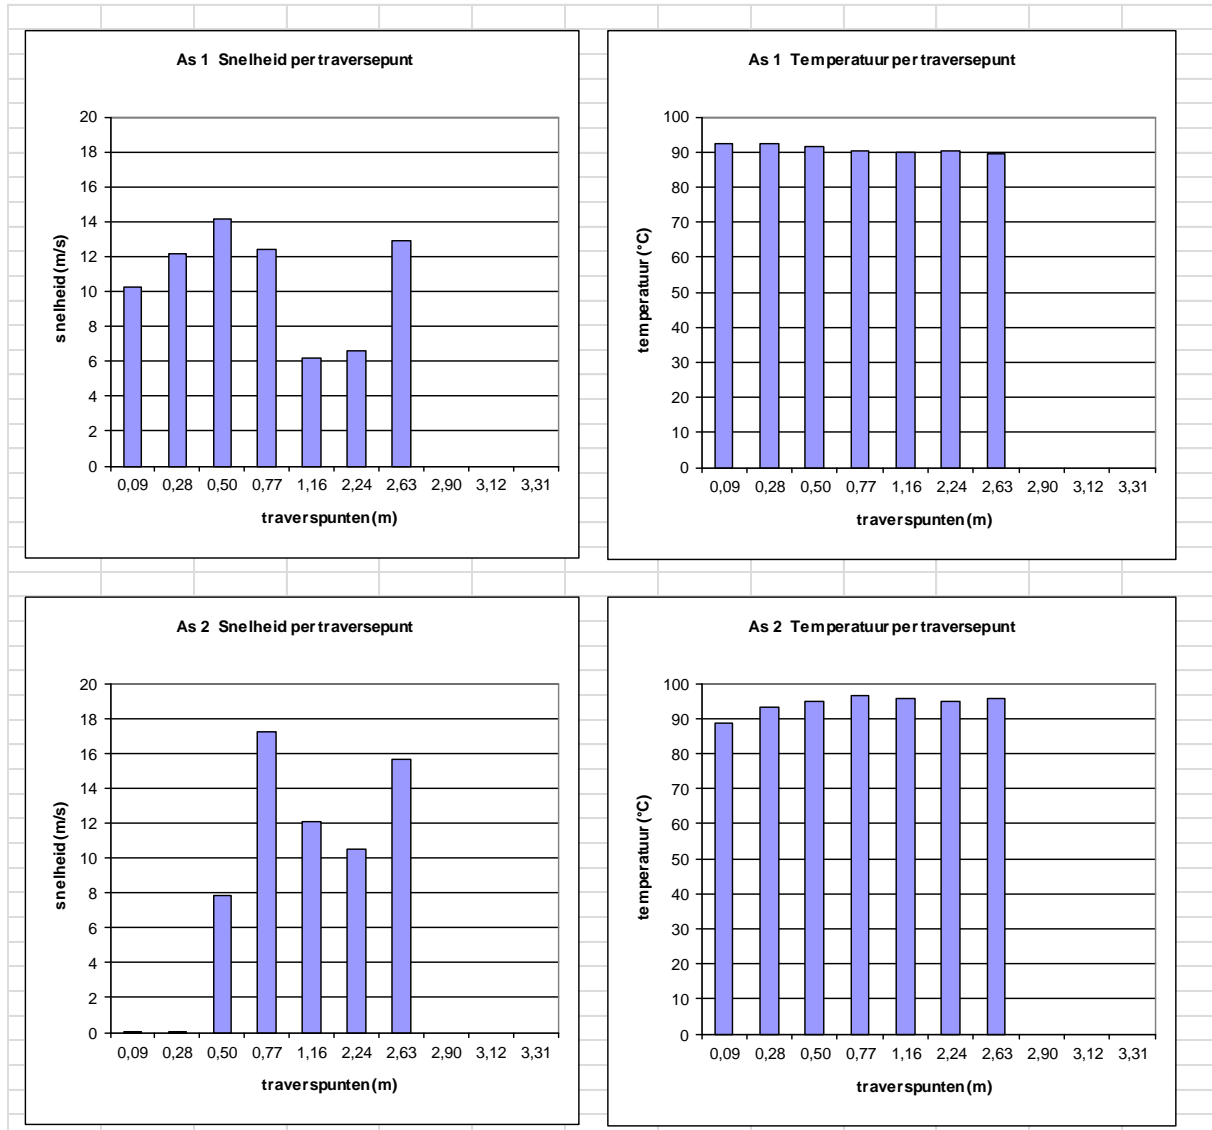 As 1 Snelheid per traversepunt
20
18
16
14
12
10
8
6
4
2
0
snelheid (m/s)
0,09 0,28 0,50 0,77 1,16 2,24 2,63 2,90 3,12 3,31
traverspunten (m)
As 1 Temperatuur per traversepunt
100
90
80
70
60
50
40
30
20
10
0
temperatuur (°C)
0,09 0,28 0,50 0,77 1,16 2,24 2,63 2,90 3,12 3,31
traverspunten (m)
As 2 Snelheid per traversepunt
20
18
16
14
12
10
8
6
4
2
0
snelheid (m/s)
0,09 0,28 0,50 0,77 1,16 2,24 2,63 2,90 3,12 3,31
traverspunten (m)
As 2 Temperatuur per traversepunt
100
90
80
70
60
50
40
30
20
10
0
temperatuur (°C)
0,09 0,28 0,50 0,77 1,16 2,24 2,63 2,90 3,12 3,31
traverspunten (m)